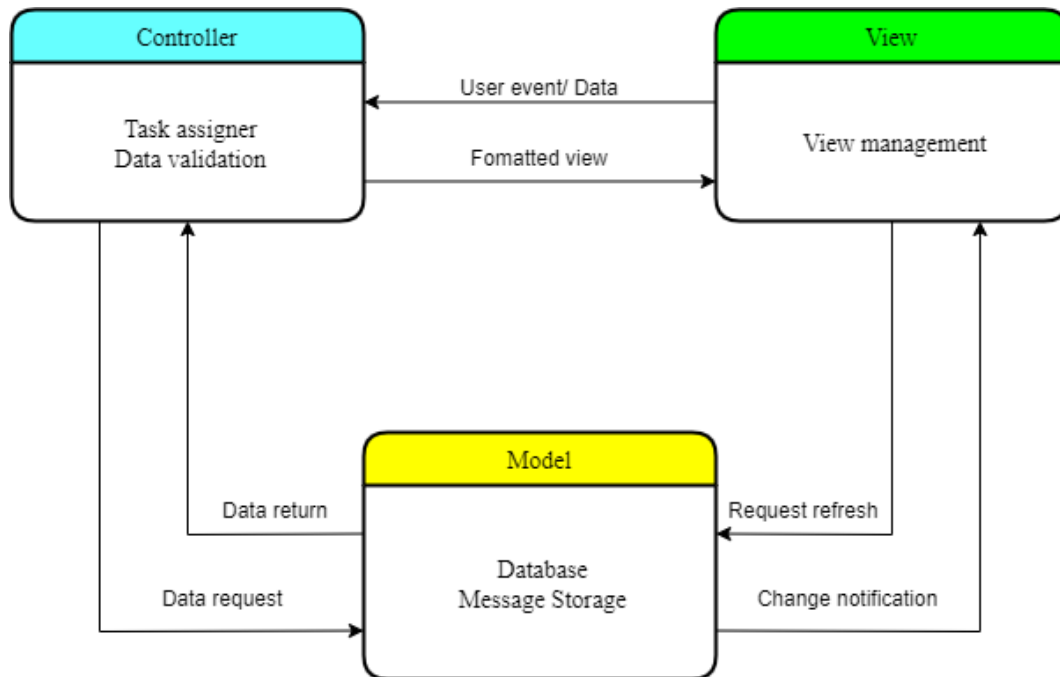 Controller
View
User event/ Data
Task assigner
Data validation
View management
Fomatted view
Model
Data return
Request refresh
Database
Message Storage
Data request
Change notification